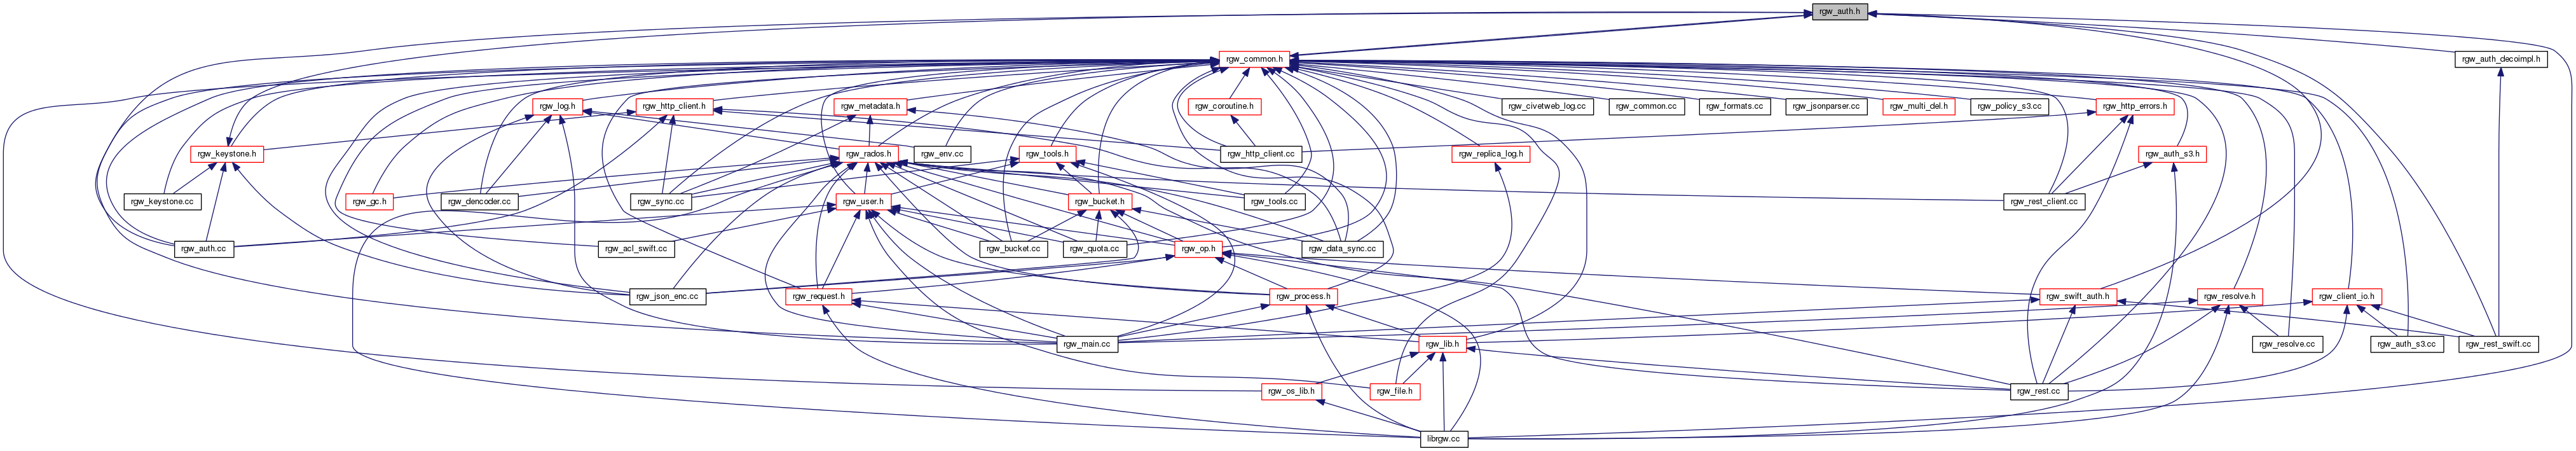 rgw_auth.h
rgw_common.h
rgw_auth_decoimpl.h
rgw_log.h
rgw_http_client.h
rgw_metadata.h
rgw_coroutine.h
rgw_civetweb_log.cc
rgw_common.cc
rgw_formats.cc
rgw_jsonparser.cc
rgw_multi_del.h
rgw_policy_s3.cc
rgw_http_errors.h
rgw_keystone.h
rgw_rados.h
rgw_env.cc
rgw_tools.h
rgw_http_client.cc
rgw_replica_log.h
rgw_auth_s3.h
rgw_keystone.cc
rgw_gc.h
rgw_dencoder.cc
rgw_sync.cc
rgw_user.h
rgw_bucket.h
rgw_tools.cc
rgw_rest_client.cc
rgw_auth.cc
rgw_acl_swift.cc
rgw_bucket.cc
rgw_quota.cc
rgw_op.h
rgw_data_sync.cc
rgw_json_enc.cc
rgw_request.h
rgw_process.h
rgw_swift_auth.h
rgw_resolve.h
rgw_client_io.h
rgw_main.cc
rgw_lib.h
rgw_resolve.cc
rgw_auth_s3.cc
rgw_rest_swift.cc
rgw_os_lib.h
rgw_file.h
rgw_rest.cc
librgw.cc